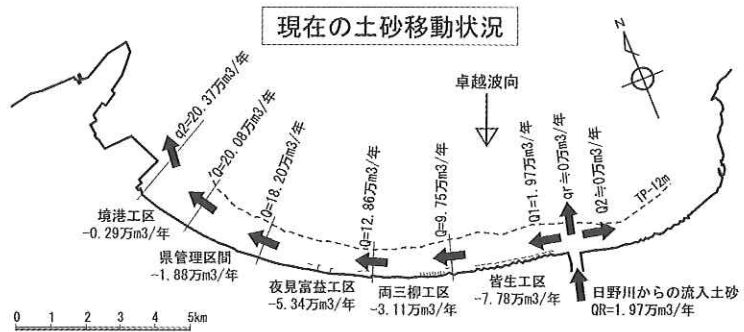 現在の土砂移動状況
N
卓越波向
q2=20.37万m3/年
Q=20.08万m3/年
Q=18.20万m3/年
Q=12.86万m3/年
Q=9.75万m3/年
Q1=1.97万m3/年
qr≒0万m3/年
Q2≒0万m3/年
TP-12m
境港工区
-0.29万m3/年
県管理区間
-1.88万m3/年
夜見富益工区
-5.34万m3/年
両三柳工区
-3.11万m3/年
皆生工区
-7.78万m3/年
日野川からの流入土砂
QR=1.97万m3/年
0 1 2 3 4 5km